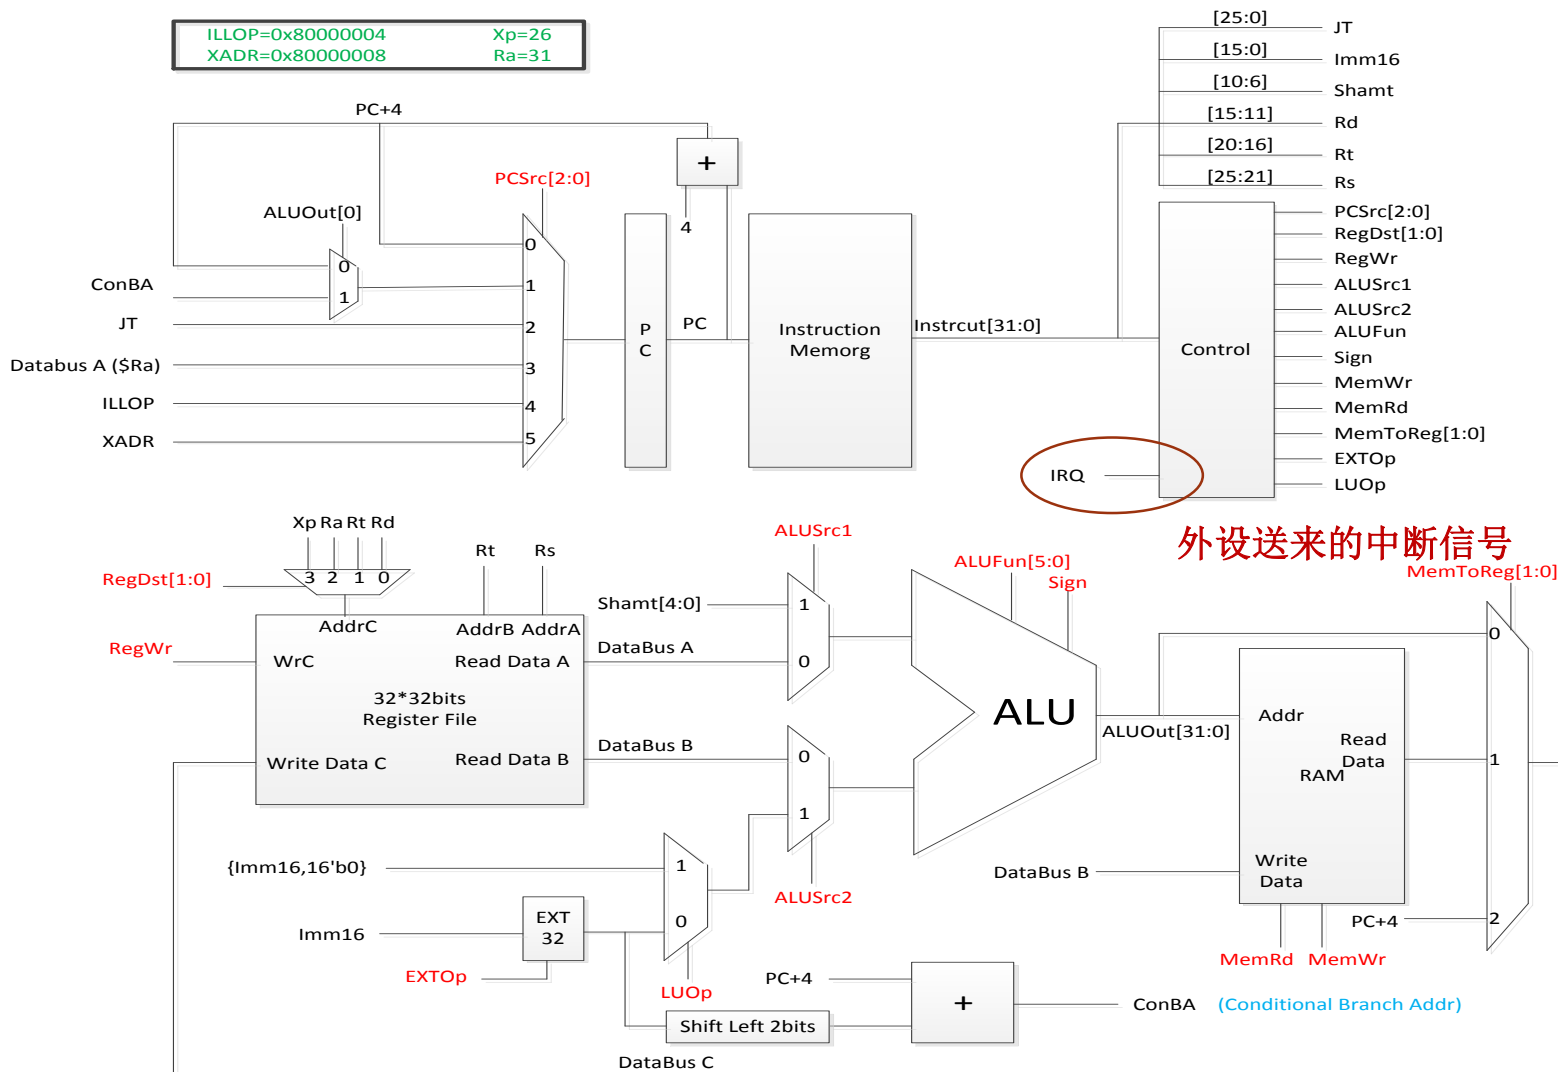 ILLOP=0x80000004 Xp=26
XADR=0x80000008 Ra=31
PC+4
+
PCSrc[2:0]
4
ALUOut[0]
0
1
ConBA
JT
Databus A ($Ra)
ILLOP
XADR
0
1
2
3
4
5
P
C
PC
Instruction
Memorg
Instrcut[31:0]
[25:0] JT
[15:0] Imm16
[10:6] Shamt
[15:11] Rd
[20:16] Rt
[25:21] Rs
Control
PCSrc[2:0]
RegDst[1:0]
RegWr
ALUSrc1
ALUSrc2
ALUFun
Sign
MemWr
MemRd
MemToReg[1:0]
EXTOp
LUOp
IRQ
外设送来的中断信号
Xp Ra Rt Rd
3 2 1 0
RegDst[1:0]
Rt
Rs
RegWr
AddrC
AddrB AddrA
WrC
Read Data A
32*32bits
Register File
Write Data C
Read Data B
ALUSrc1
Shamt[4:0]
1
DataBus A
0
DataBus B
0
1
ALUSrc2
ALUFun[5:0]
Sign
ALU
ALUOut[31:0]
MemToReg[1:0]
0
1
2
Addr
Read
Data
RAM
Write
Data
DataBus B
PC+4
MemRd MemWr
{Imm16,16'b0}
1
0
Imm16
EXT
32
EXTOp
LUOp
PC+4
+
Shift Left 2bits
ConBA (Conditional Branch Addr)
DataBus C